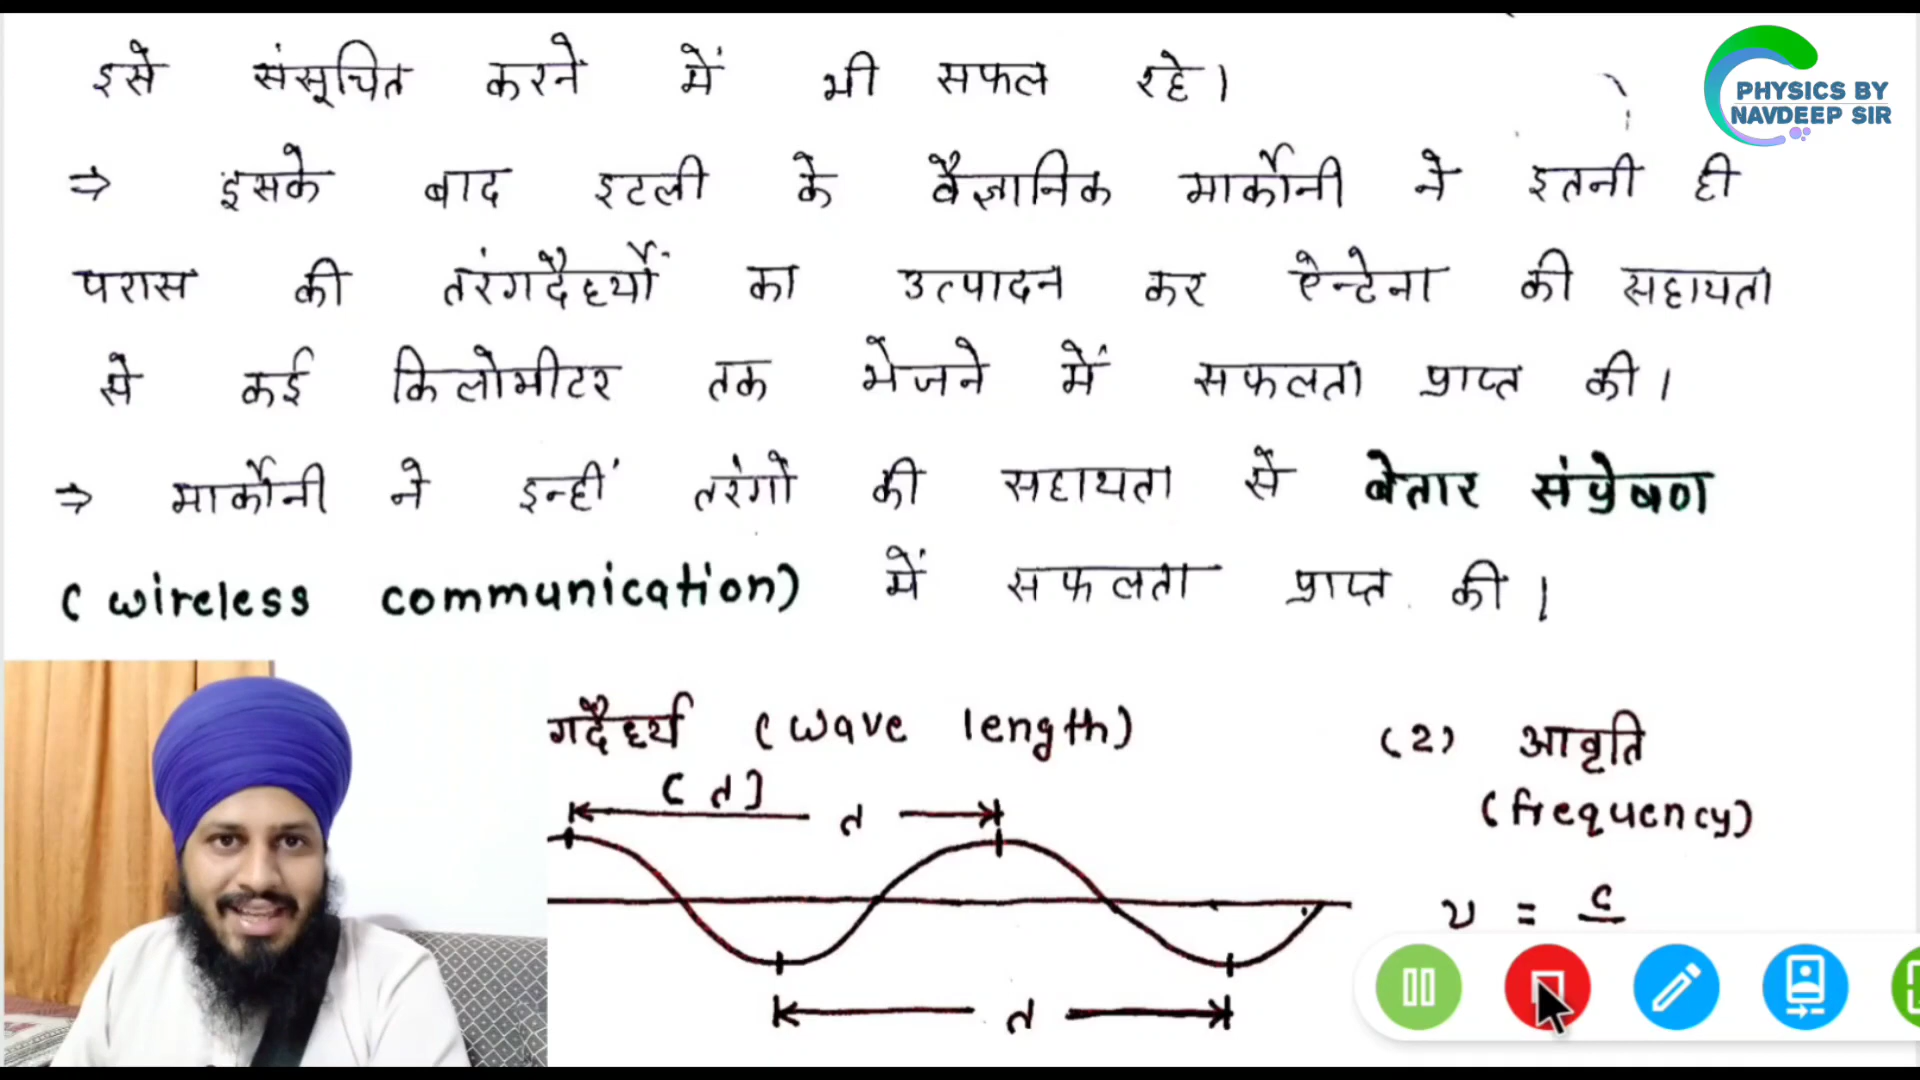 इसे संसूचित करने में भी सफल रहे।
PHYSICS BY
NAVDEEP SIR
⇒ इसके बाद इटली के वैज्ञानिक मार्कोनी ने इतनी ही
परास की तरंगदैर्ध्यों का उत्पादन कर ऐन्टेना की सहायता
से कई किलोमीटर तक भेजने में सफलता प्राप्त की।
⇒ मार्कोनी ने इन्हीं तरंगो की सहायता से बेतार संप्रेषण
(wireless communication) में सफलता प्राप्त की।
गदैर्ध्य (wave length)
(2) आवृति
(frequency)
[λ]
λ
ν = c
λ